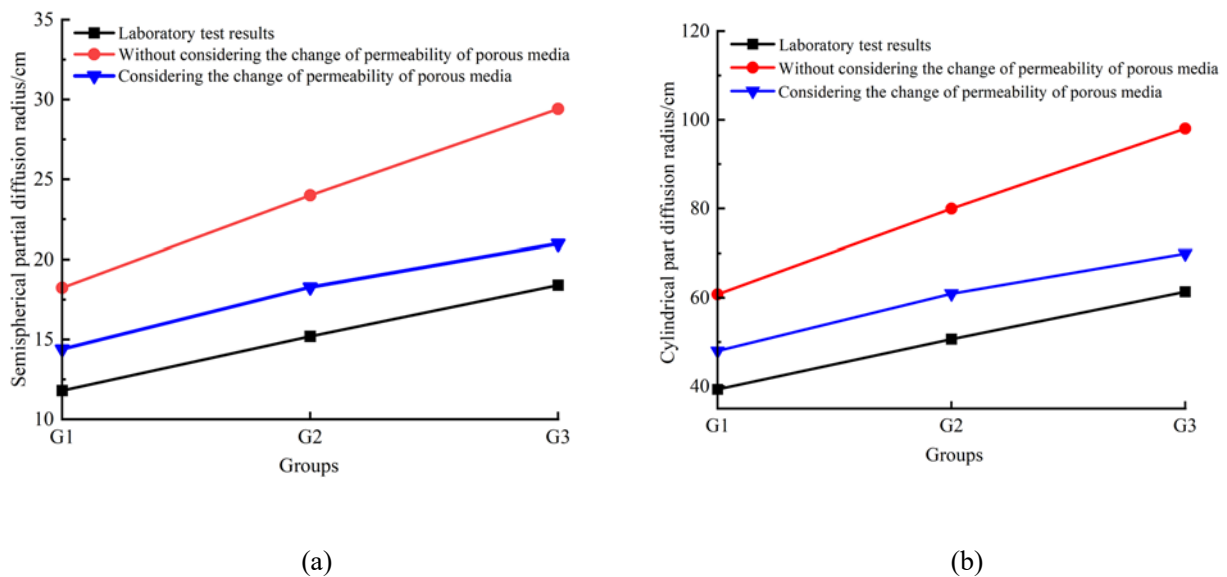 35
30
25
20
15
10
Semispherical partial diffusion radius/cm
Laboratory test results
Without considering the change of permeability of porous media
Considering the change of permeability of porous media
G1
G2
G3
Groups
(a)
120
100
80
60
40
Cylindrical part diffusion radius/cm
Laboratory test results
Without considering the change of permeability of porous media
Considering the change of permeability of porous media
G1
G2
G3
Groups
(b)